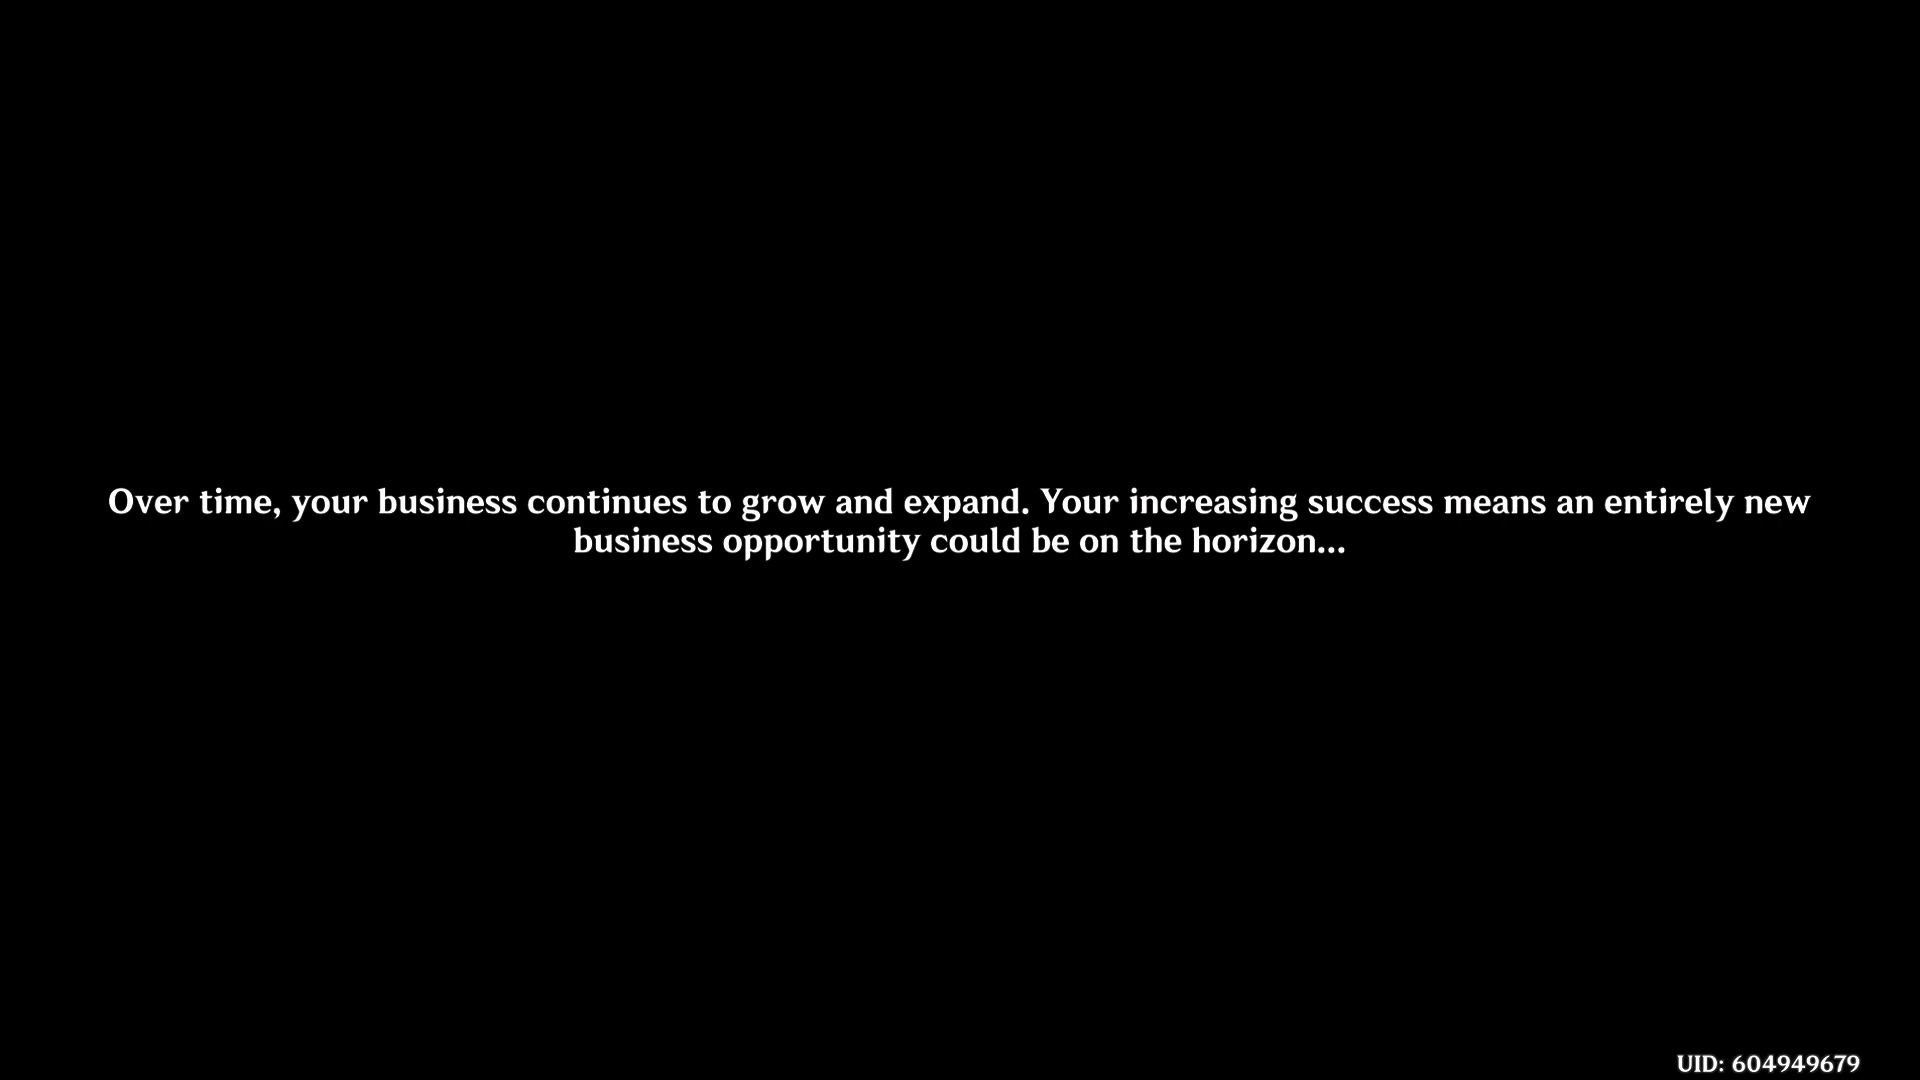 Over time, your business continues to grow and expand. Your increasing success means an entirely new
business opportunity could be on the horizon...
UID: 604949679